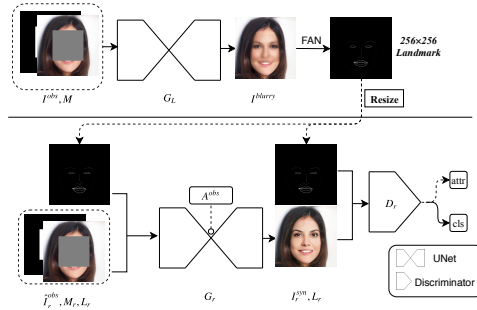 FAN
256×256
Landmark
I^{obs}, M
G_L
I^{blurry}
Resize
A^{obs}
attr
D_r
cls
UNet
Discriminator
Î_r^{obs}, M_r, L_r
G_r
I_r^{syn}, L_r